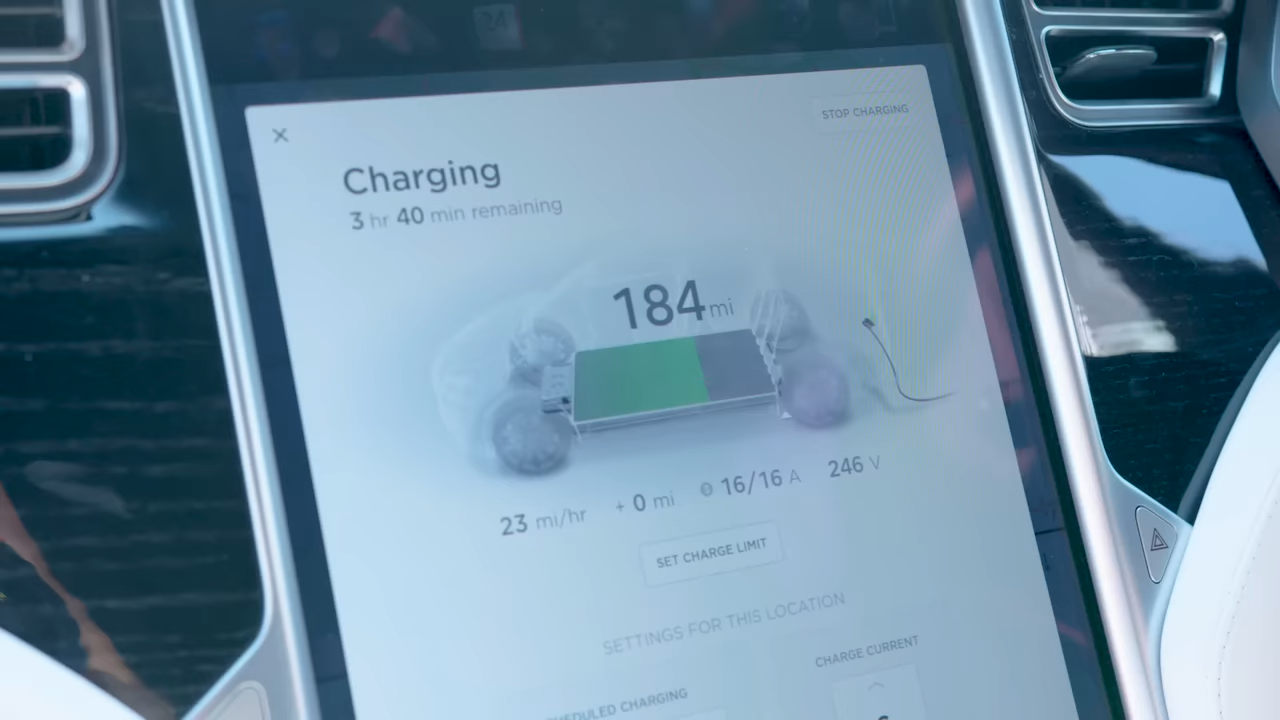 24
STOP CHARGING
Charging
3 hr 40 min remaining
184 mi
23 mi/hr + 0 mi 16/16 A 246 V
SET CHARGE LIMIT
SETTINGS FOR THIS LOCATION
CHARGE CURRENT
CHARGING